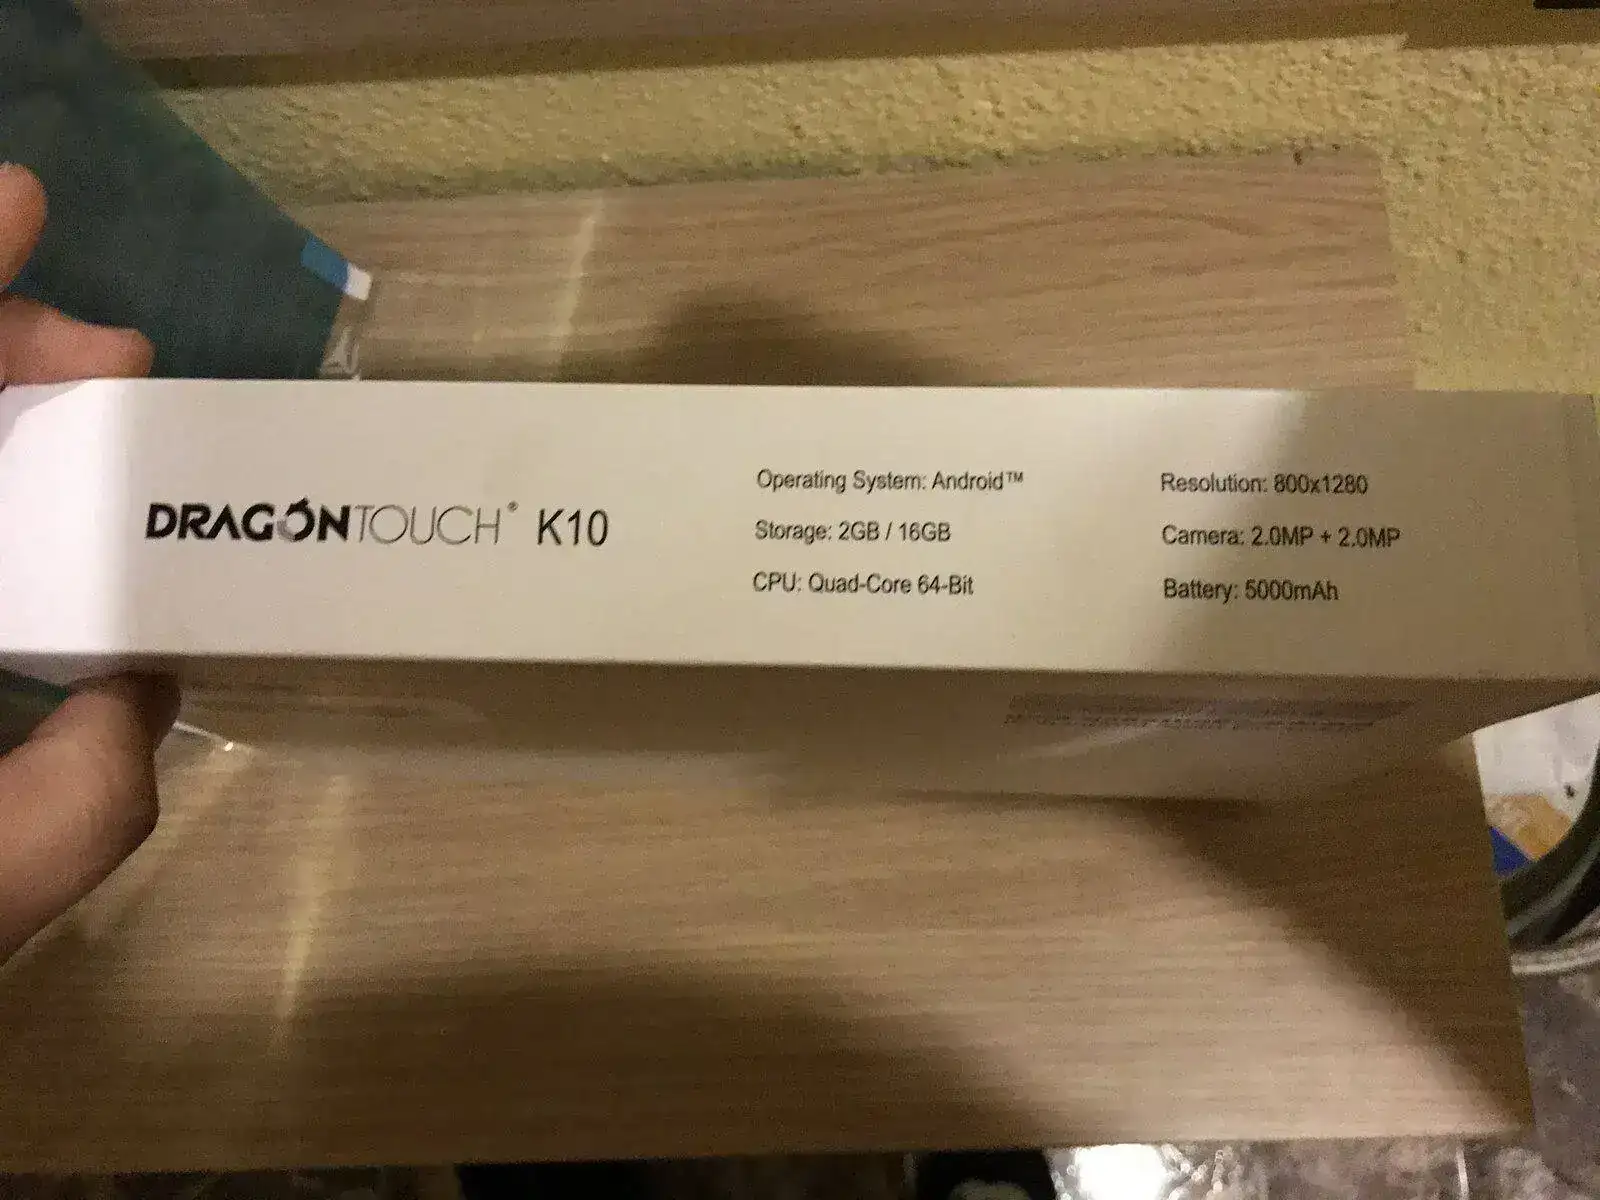 DRAGONTOUCH® K10
Operating System: Android™
Storage: 2GB / 16GB
CPU: Quad-Core 64-Bit
Resolution: 800x1280
Camera: 2.0MP + 2.0MP
Battery: 5000mAh